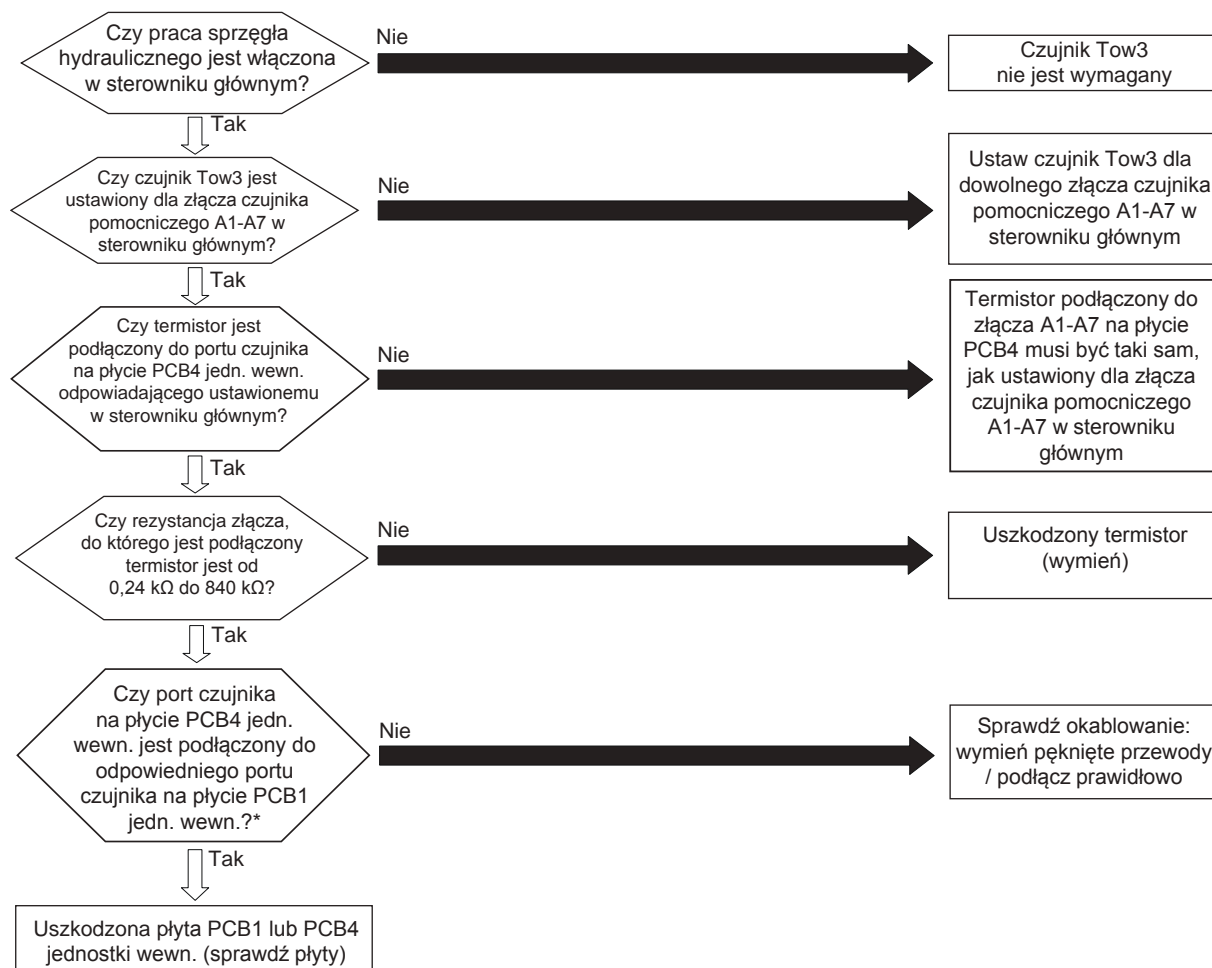 Czy praca sprzęgła
hydraulicznego jest włączona
w sterowniku głównym?
Nie
Czujnik Tow3
nie jest wymagany
Tak
Czy czujnik Tow3 jest
ustawiony dla złącza czujnika
pomocniczego A1-A7 w
sterowniku głównym?
Nie
Ustaw czujnik Tow3 dla
dowolnego złącza czujnika
pomocniczego A1-A7 w
sterowniku głównym
Tak
Czy termistor jest
podłączony do portu czujnika
na płycie PCB4 jedn. wewn.
odpowiadającego ustawionemu
w sterowniku głównym?
Nie
Termistor podłączony do
złącza A1-A7 na płycie
PCB4 musi być taki sam,
jak ustawiony dla złącza
czujnika pomocniczego
A1-A7 w sterowniku
głównym
Tak
Czy rezystancja złącza,
do którego jest podłączony
termistor jest od
0,24 kΩ do 840 kΩ?
Nie
Uszkodzony termistor
(wymień)
Tak
Czy port czujnika
na płycie PCB4 jedn.
wewn. jest podłączony do
odpowiedniego portu
czujnika na płycie PCB1
jedn. wewn.?*
Nie
Sprawdź okablowanie:
wymień pęknięte przewody
/ podłącz prawidłowo
Tak
Uszkodzona płyta PCB1 lub PCB4
jednostki wewn. (sprawdź płyty)